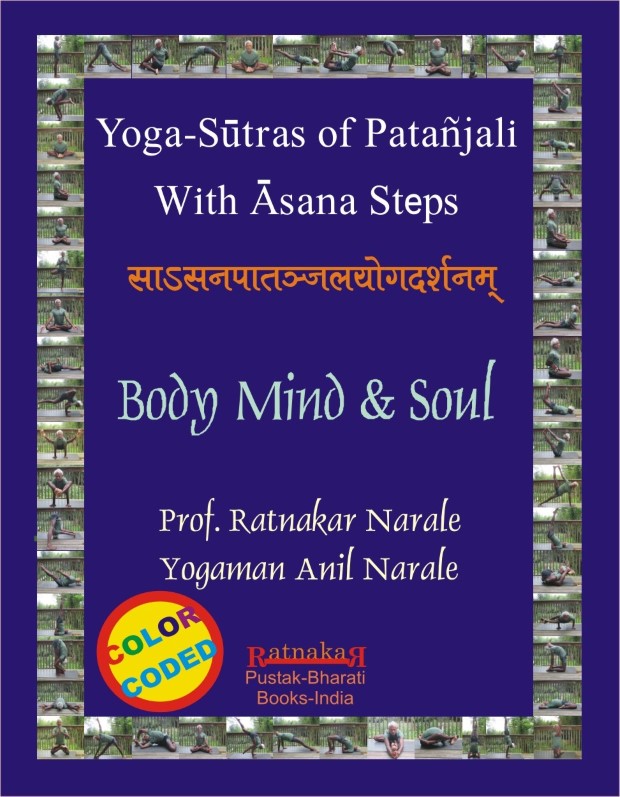 Yoga-Sūtras of Patañjali
With Āsana Steps
साऽसनपातञ्जलयोगदर्शनम्
Body Mind & Soul
Prof. Ratnakar Narale
Yogaman Anil Narale
COLOR
CODED
RatnakaR
Pustak-Bharati
Books-India